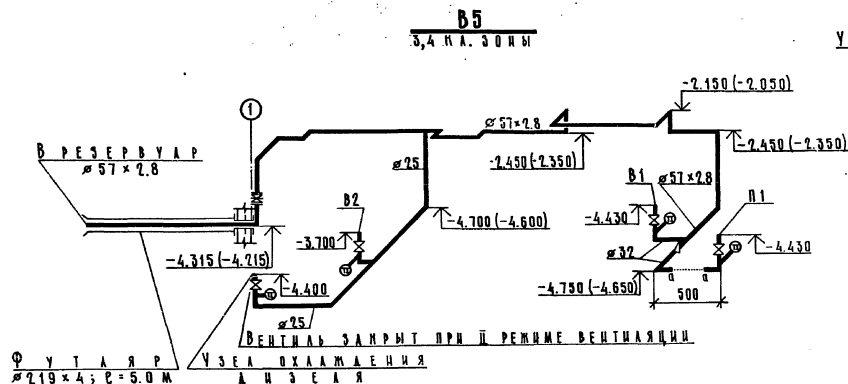 В5
3,4 КЛ. ЗОНЫ
У
-2.150 (-2.050)
1
ø 57×2.8
В РЕЗЕРВУАР
ø 57×2.8
ø25
-2.450 (-2.350)
-2.450 (-2.350)
В1
ø57×2.8
В2
П1
-4.430
-4.700 (-4.600)
-3.700
-4.430
-4.315 (-4.215)
ø32
-4.400
-4.750 (-4.650)
а а
500
ø25
ВЕНТИЛЬ ЗАКРЫТ ПРИ II РЕЖИМЕ ВЕНТИЛЯЦИИ
ФУТЛЯР
ø219×4; ℓ=5.0 М
УЗЕЛ ОХЛАЖДЕНИЯ
ДИЗЕЛЯ